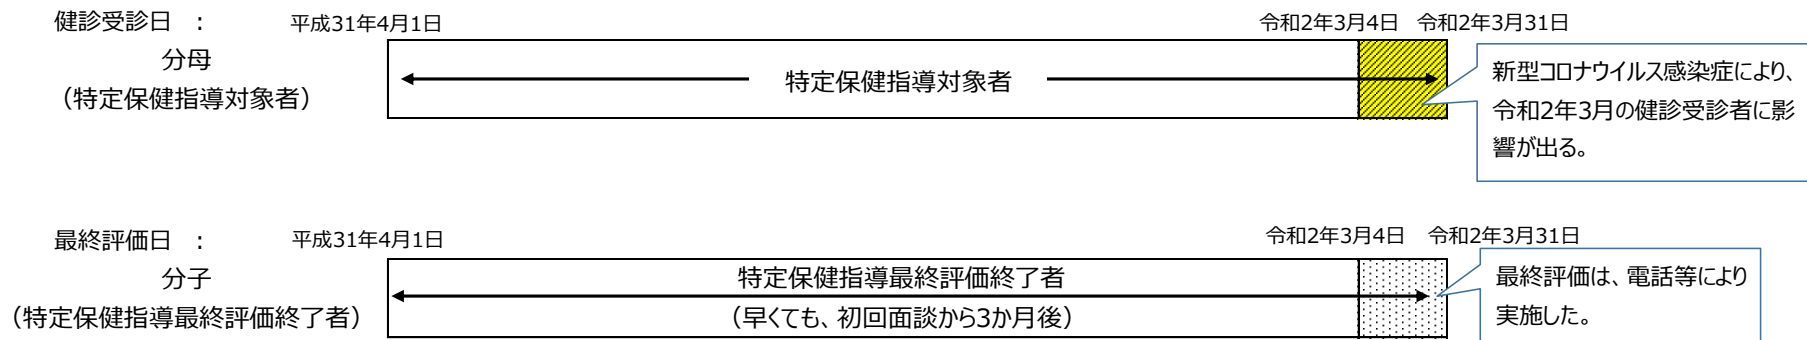 健診受診日 : 平成31年4月1日 令和2年3月4日 令和2年3月31日
分母
（特定保健指導対象者）
特定保健指導対象者
新型コロナウイルス感染症により、
令和2年3月の健診受診者に影
響が出る。
最終評価日 : 平成31年4月1日 令和2年3月4日 令和2年3月31日
分子
（特定保健指導最終評価終了者）
特定保健指導最終評価終了者
（早くても、初回面談から3か月後）
最終評価は、電話等により
実施した。